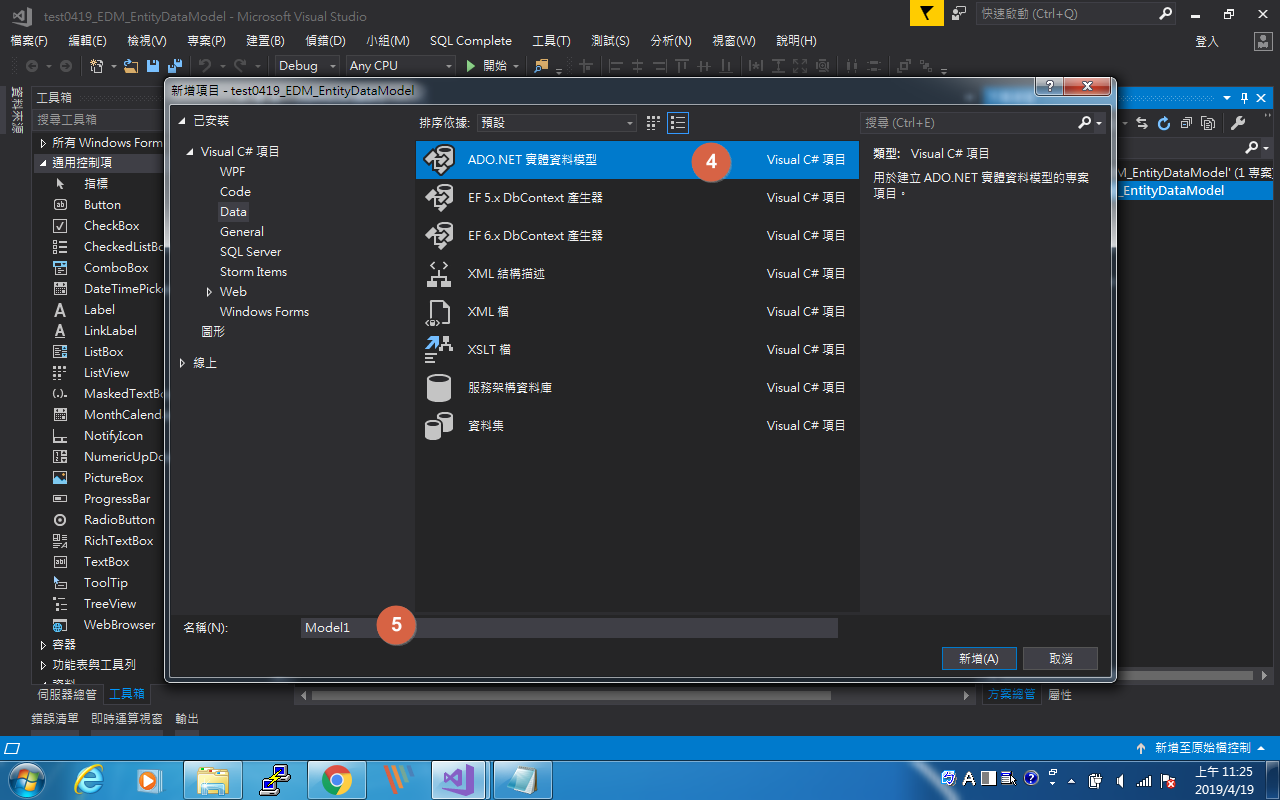 test0419_EDM_EntityDataModel - Microsoft Visual Studio
快速啟動 (Ctrl+Q)
檔案(F) 編輯(E) 檢視(V) 專案(P) 建置(B) 偵錯(D) 小組(M) SQL Complete 工具(T) 測試(S) 分析(N) 視窗(W) 說明(H) 登入
Debug Any CPU 開始
資料來源
工具箱
搜尋工具箱
所有 Windows Form
通用控制項
指標
Button
CheckBox
CheckedListBo
ComboBox
DateTimePick
Label
LinkLabel
ListBox
ListView
MaskedTextBo
MonthCalend
NotifyIcon
NumericUpDo
PictureBox
ProgressBar
RadioButton
RichTextBox
TextBox
ToolTip
TreeView
WebBrowser
容器
功能表與工具列
資料
伺服器總管 工具箱
新增項目 - test0419_EDM_EntityDataModel
已安裝
Visual C# 項目
WPF
Code
Data
General
SQL Server
Storm Items
Web
Windows Forms
圖形
線上
排序依據: 預設
搜尋 (Ctrl+E)
ADO.NET 實體資料模型 4 Visual C# 項目
EF 5.x DbContext 產生器 Visual C# 項目
EF 6.x DbContext 產生器 Visual C# 項目
XML 結構描述 Visual C# 項目
XML 檔 Visual C# 項目
XSLT 檔 Visual C# 項目
服務架構資料庫 Visual C# 項目
資料集 Visual C# 項目
類型: Visual C# 項目
用於建立 ADO.NET 實體資料模型的專案
項目。
名稱(N): Model1 5
新增(A) 取消
M_EntityDataModel' (1 專案
_EntityDataModel
方案總管 屬性
錯誤清單 即時運算視窗 輸出
新增至原始檔控制
上午 11:25
2019/4/19